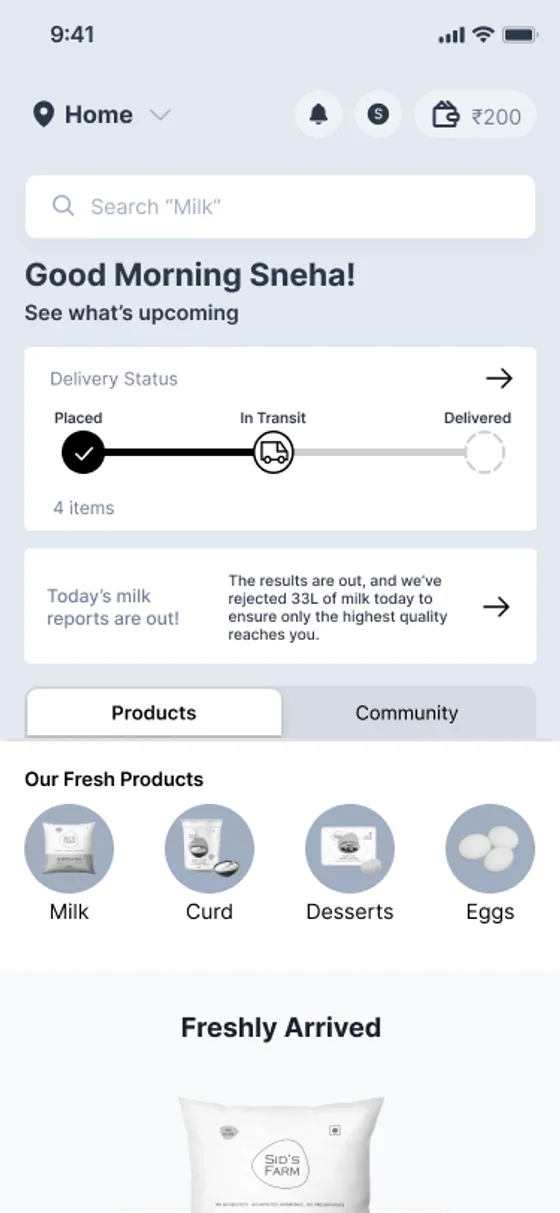 9:41
Home
S
₹200
Search “Milk”
Good Morning Sneha!
See what’s upcoming
Delivery Status
Placed
In Transit
Delivered
4 items
Today’s milk
reports are out!
The results are out, and we’ve
rejected 33L of milk today to
ensure only the highest quality
reaches you.
Products
Community
Our Fresh Products
SID'S
FARM
Milk
Curd
Desserts
Eggs
Freshly Arrived
SID'S
FARM